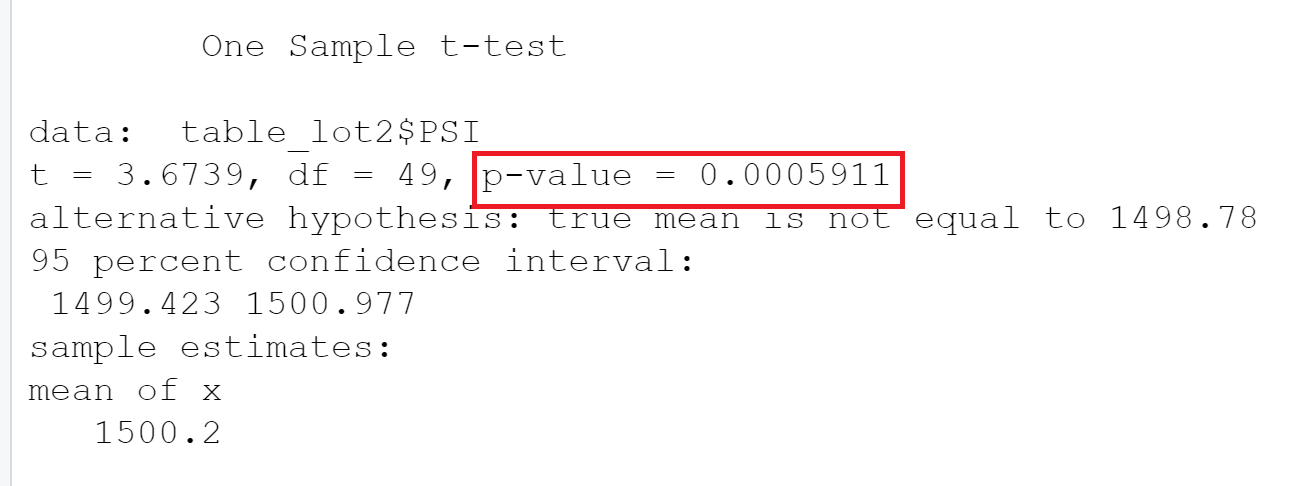 One Sample t-test
data:  table_lot2$PSI
t = 3.6739, df = 49, p-value = 0.0005911
alternative hypothesis: true mean is not equal to 1498.78
95 percent confidence interval:
1499.423 1500.977
sample estimates:
mean of x
1500.2